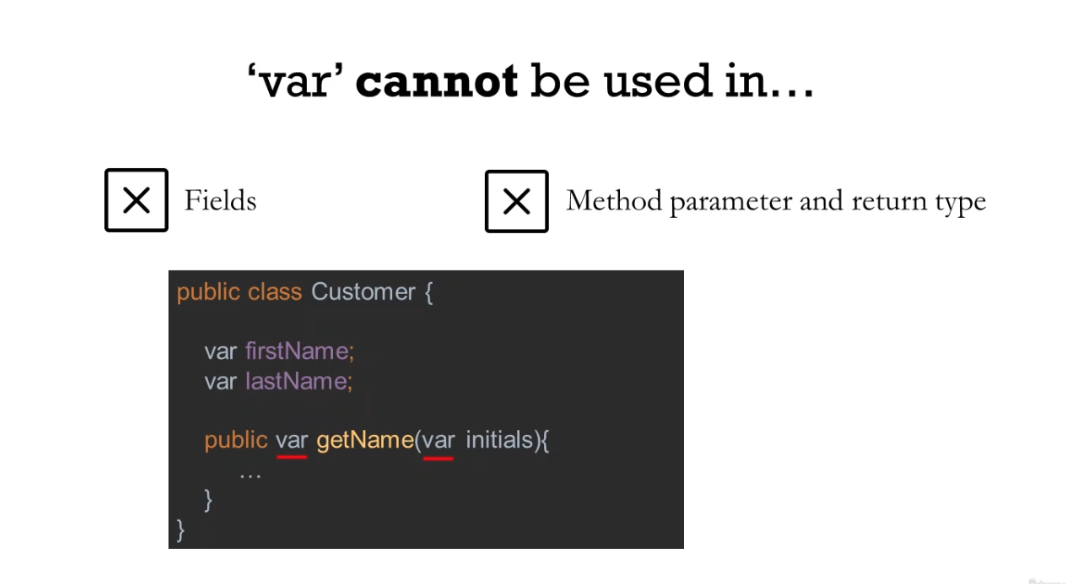 ‘var’ cannot be used in...
Fields
Method parameter and return type
public class Customer {
var firstName;
var lastName;
public var getName(var initials){
...
}
}